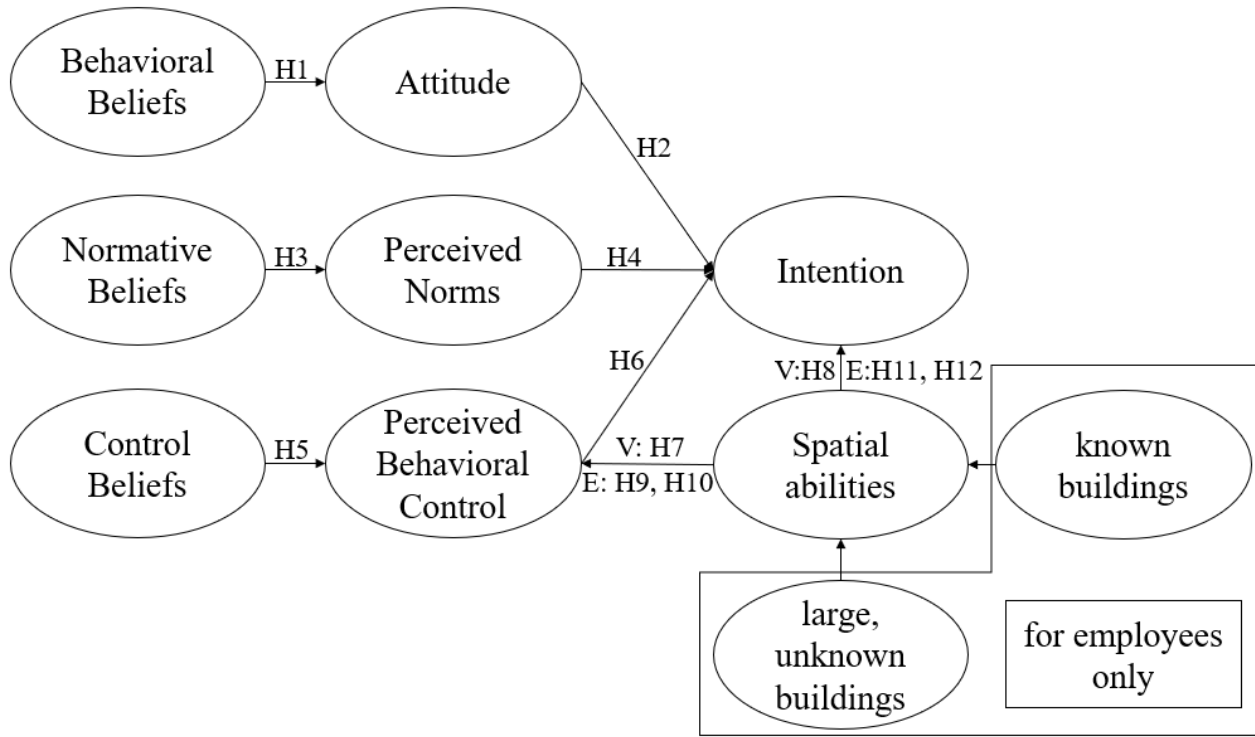 Behavioral
Beliefs
H1
Attitude
H2
Normative
Beliefs
H3
Perceived
Norms
H4
Intention
H6
V:H8 E:H11, H12
Control
Beliefs
H5
Perceived
Behavioral
Control
V: H7
E: H9, H10
Spatial
abilities
known
buildings
large,
unknown
buildings
for employees
only